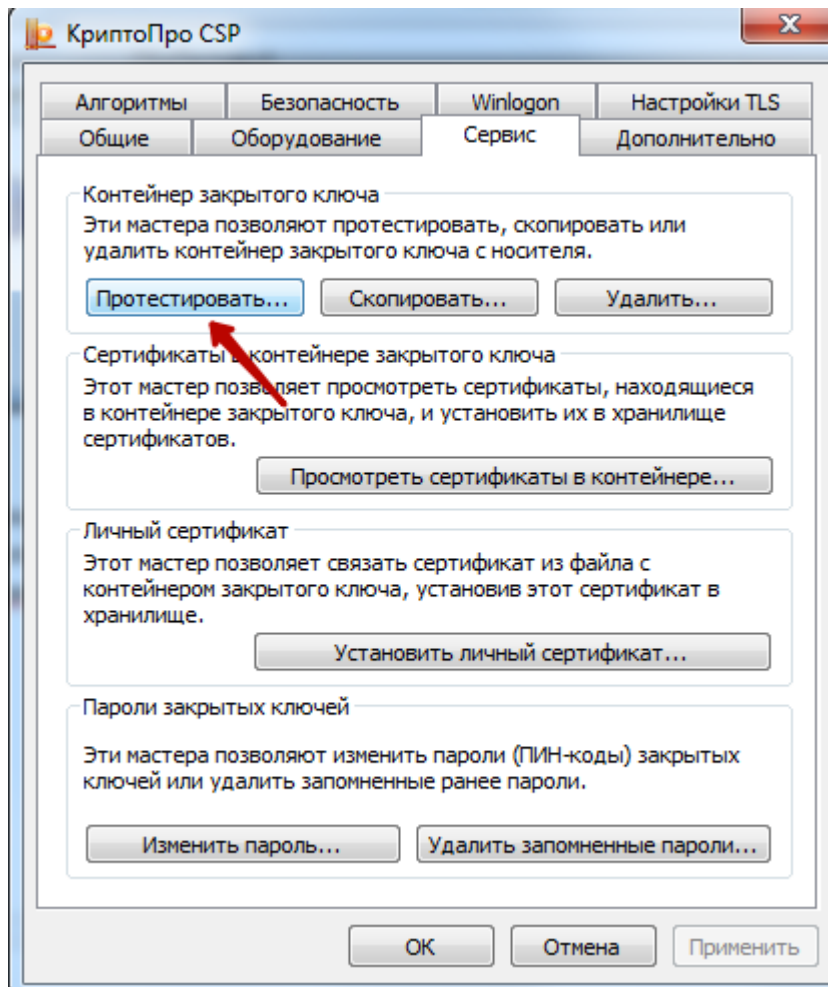 КриптоПро CSP
Алгоритмы Безопасность Winlogon Настройки TLS
Общие Оборудование Сервис Дополнительно
Контейнер закрытого ключа
Эти мастера позволяют протестировать, скопировать или
удалить контейнер закрытого ключа с носителя.
Протестировать... Скопировать... Удалить...
Сертификаты в контейнере закрытого ключа
Этот мастер позволяет просмотреть сертификаты, находящиеся
в контейнере закрытого ключа, и установить их в хранилище
сертификатов.
Просмотреть сертификаты в контейнере...
Личный сертификат
Этот мастер позволяет связать сертификат из файла с
контейнером закрытого ключа, установив этот сертификат в
хранилище.
Установить личный сертификат...
Пароли закрытых ключей
Эти мастера позволяют изменить пароли (ПИН-коды) закрытых
ключей или удалить запомненные ранее пароли.
Изменить пароль... Удалить запомненные пароли...
ОК Отмена Применить